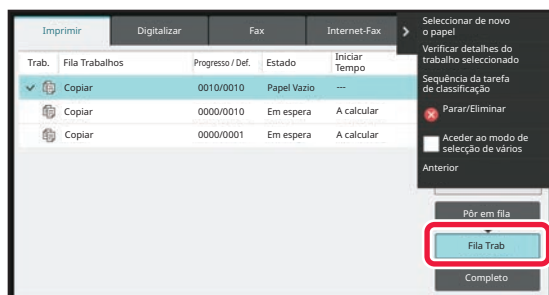 Imprimir Digitalizar Fax Internet-Fax
Seleccionar de novo
o papel
Verificar detalhes do
trabalho seleccionado
Sequência da tarefa
de classificação
Parar/Eliminar
Aceder ao modo de
selecção de vários
Anterior
Trab. Fila Trabalhos Progresso / Def. Estado Iniciar
Tempo
Copiar 0010/0010 Papel Vazio ---
Copiar 0000/0010 Em espera A calcular
Copiar 0000/0001 Em espera A calcular
Pôr em fila
Fila Trab
Completo